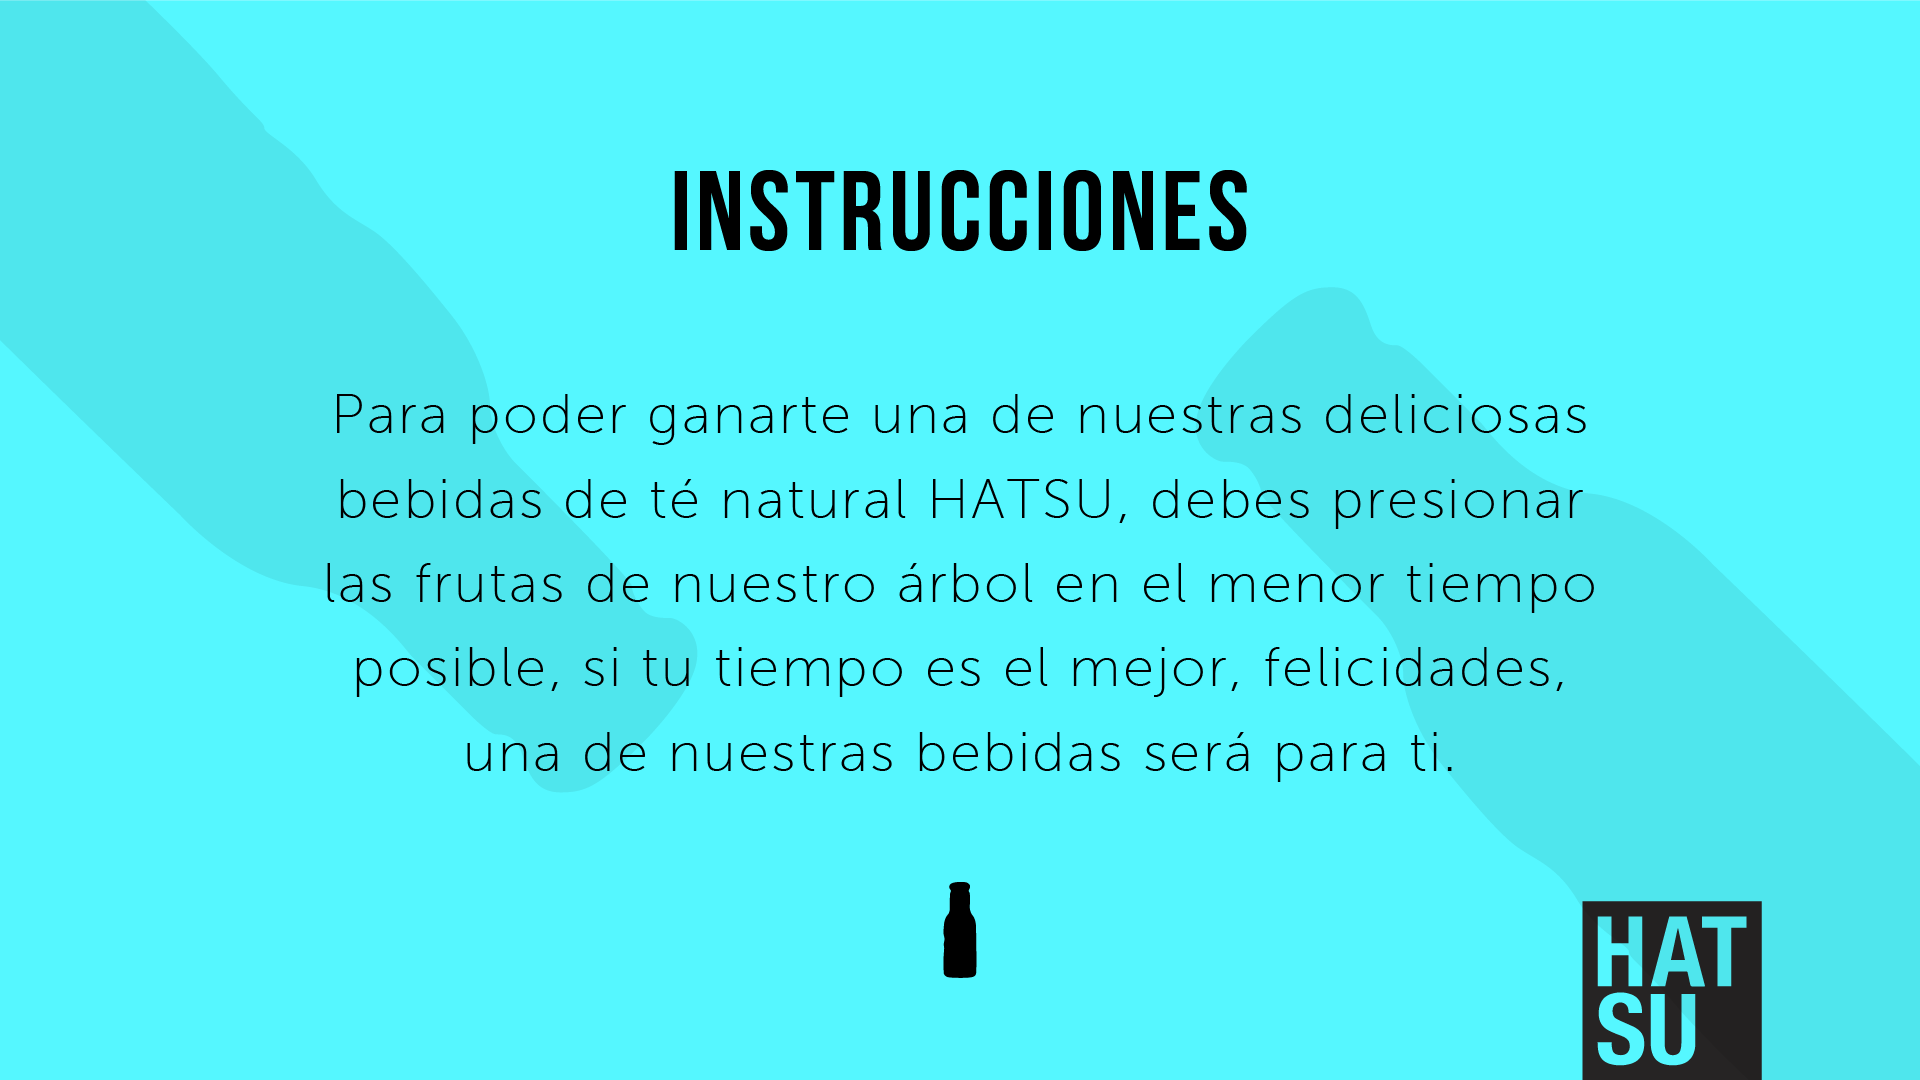 INSTRUCCIONES
Para poder ganarte una de nuestras deliciosas
bebidas de té natural HATSU, debes presionar
las frutas de nuestro árbol en el menor tiempo
posible, si tu tiempo es el mejor, felicidades,
una de nuestras bebidas será para ti.
HAT
SU